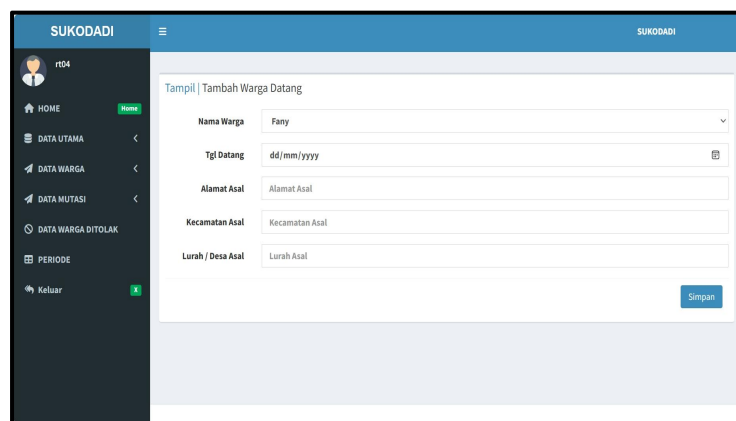 SUKODADI
☰
SUKODADI
rt04
HOME Home
DATA UTAMA
DATA WARGA
DATA MUTASI
DATA WARGA DITOLAK
PERIODE
Keluar X
Tampil | Tambah Warga Datang
Nama Warga Fany
Tgl Datang dd/mm/yyyy
Alamat Asal Alamat Asal
Kecamatan Asal Kecamatan Asal
Lurah / Desa Asal Lurah Asal
Simpan